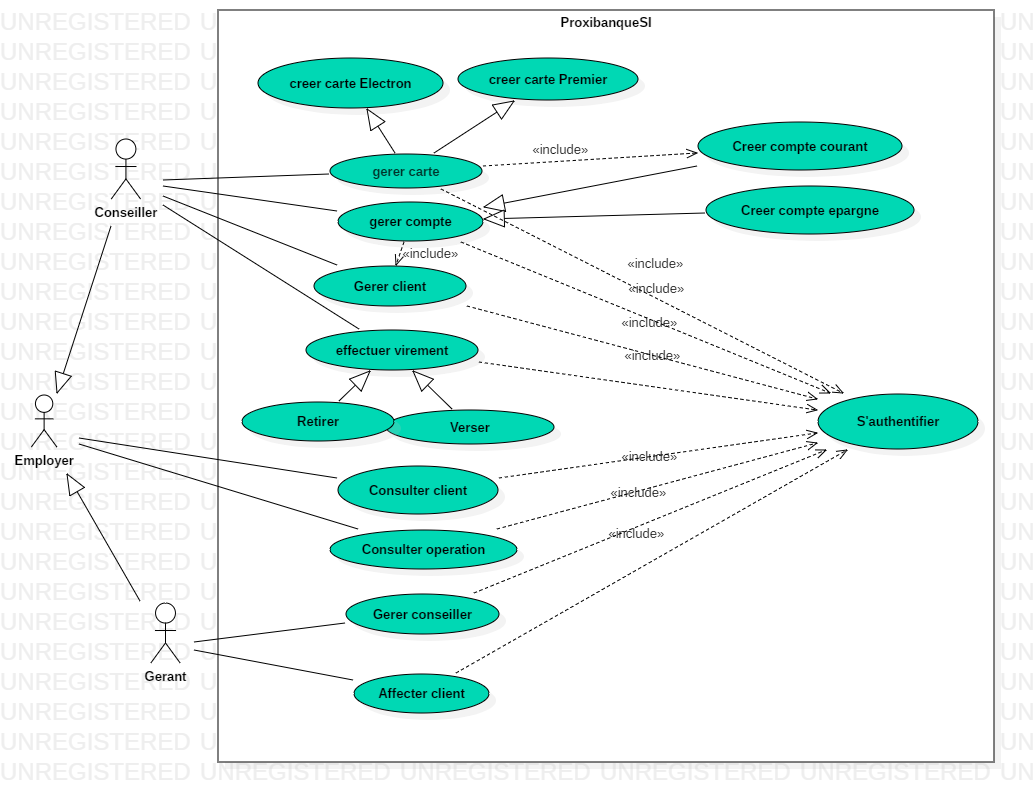 ProxibanqueSI
creer carte Electron
creer carte Premier
«include»
Creer compte courant
gerer carte
Conseiller
gerer compte
Creer compte epargne
«include»
«include»
Gerer client
«include»
«include»
effectuer virement
«include»
Retirer
Verser
S'authentifier
Employer
Consulter client
«include»
«include»
Consulter operation
«include»
Gerer conseiller
Gerant
Affecter client
UNREGISTERED UNREGISTERED UNREGISTERED UNREGISTERED UNREGISTERED UN